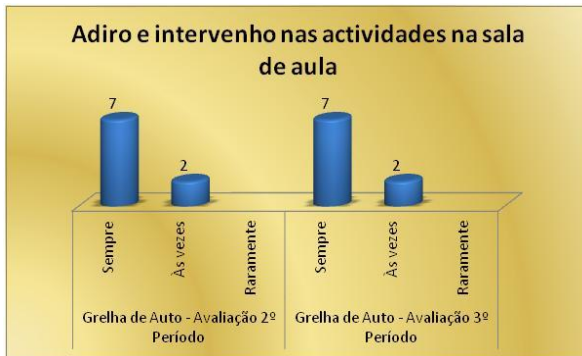 Adiro e intervenho nas actividades na sala
de aula
7
2
7
2
Sempre
Às vezes
Raramente
Sempre
Às vezes
Raramente
Grelha de Auto - Avaliação 2º
Período
Grelha de Auto - Avaliação 3º
Período